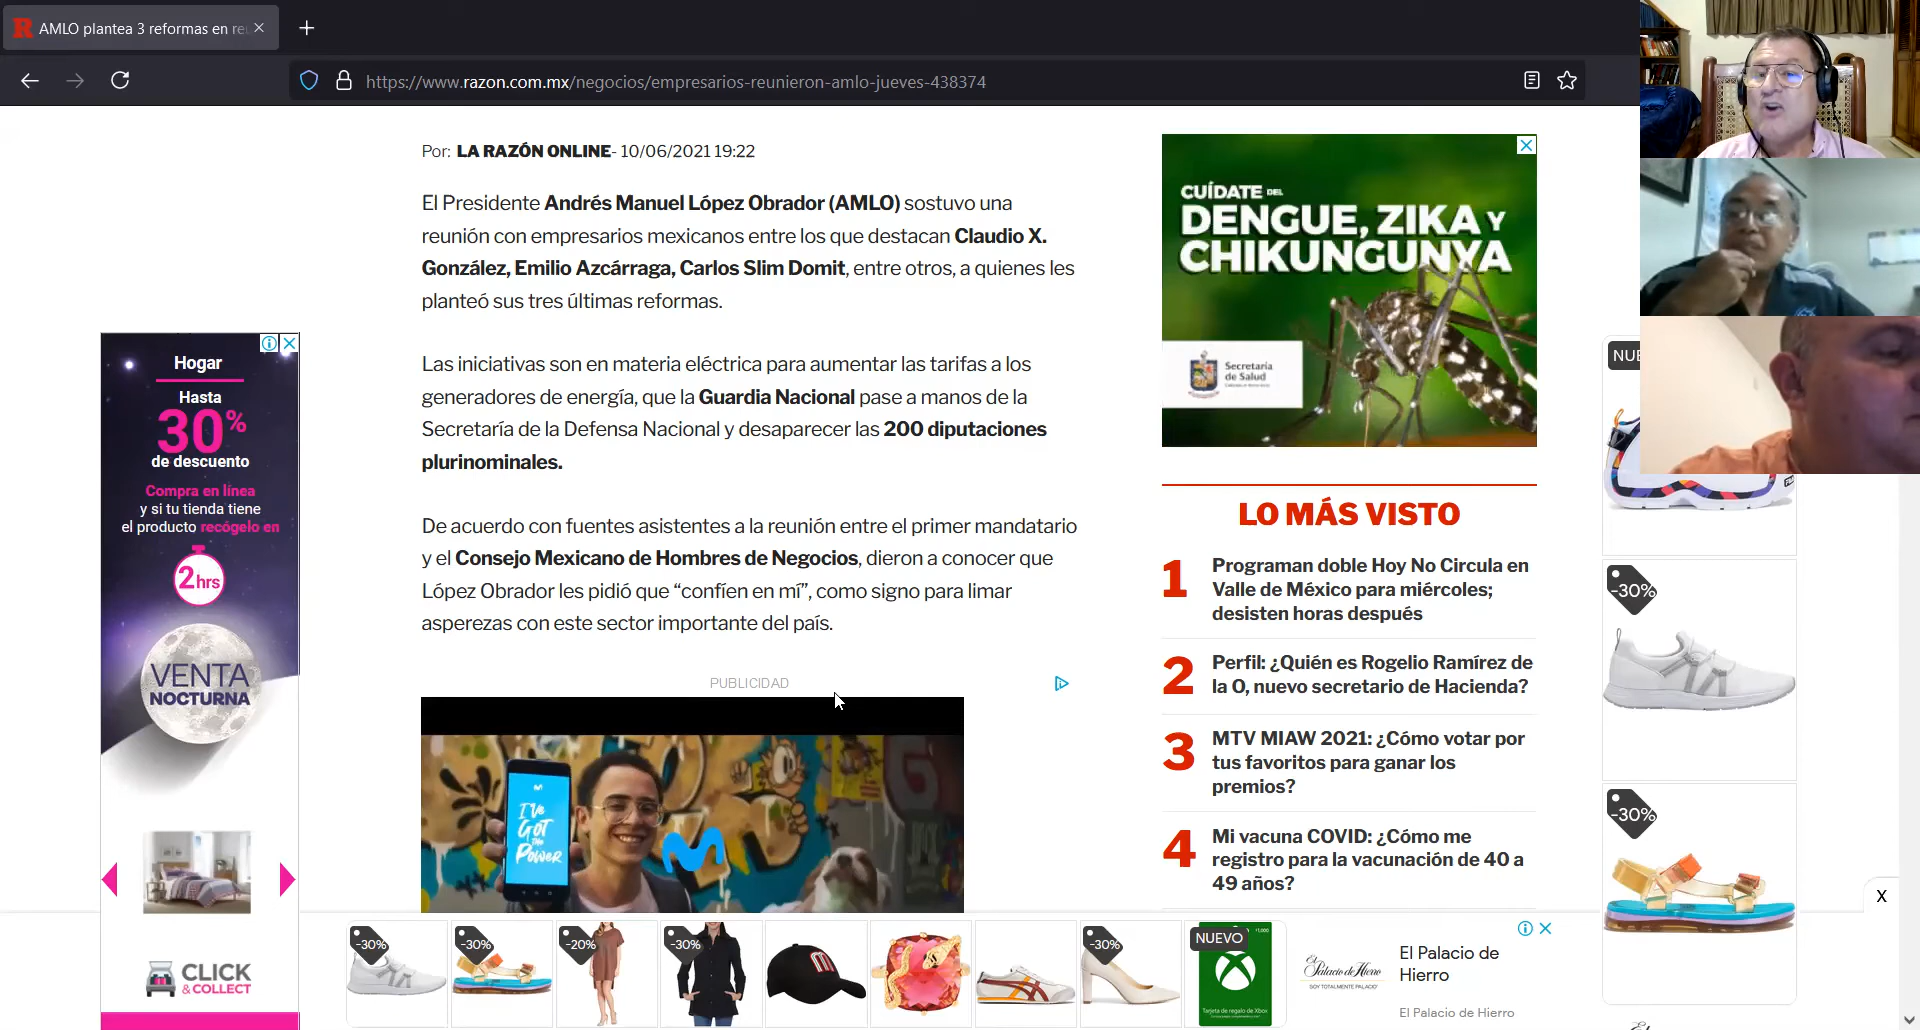 AMLO plantea 3 reformas en re
https://www.razon.com.mx/negocios/empresarios-reunieron-amlo-jueves-438374
Por: LA RAZÓN ONLINE- 10/06/2021 19:22
El Presidente Andrés Manuel López Obrador (AMLO) sostuvo una
reunión con empresarios mexicanos entre los que destacan Claudio X.
González, Emilio Azcárraga, Carlos Slim Domit, entre otros, a quienes les
planteó sus tres últimas reformas.
Las iniciativas son en materia eléctrica para aumentar las tarifas a los
generadores de energía, que la Guardia Nacional pase a manos de la
Secretaría de la Defensa Nacional y desaparecer las 200 diputaciones
plurinominales.
De acuerdo con fuentes asistentes a la reunión entre el primer mandatario
y el Consejo Mexicano de Hombres de Negocios, dieron a conocer que
López Obrador les pidió que “confíen en mí”, como signo para limar
asperezas con este sector importante del país.
PUBLICIDAD
I'VE
GOT
THE
POWER
Hogar
Hasta
30%
de descuento
Compra en línea
y si tu tienda tiene
el producto recógelo en
2hrs
VENTA
NOCTURNA
CLICK
& COLLECT
CUÍDATE DEL
DENGUE, ZIKA Y
CHIKUNGUNYA
Secretaría
de Salud
LO MÁS VISTO
1 Programan doble Hoy No Circula en
Valle de México para miércoles;
desisten horas después
2 Perfil: ¿Quién es Rogelio Ramírez de
la O, nuevo secretario de Hacienda?
3 MTV MIAW 2021: ¿Cómo votar por
tus favoritos para ganar los
premios?
4 Mi vacuna COVID: ¿Cómo me
registro para la vacunación de 40 a
49 años?
NUE
FILA
-30%
-30%
X
-30%
-30%
-20%
-30%
M
-30%
NUEVO
Tarjeta de regalo de Xbox
El Palacio de Hierro
SOY TOTALMENTE PALACIO
El Palacio de
Hierro
El Palacio de Hierro